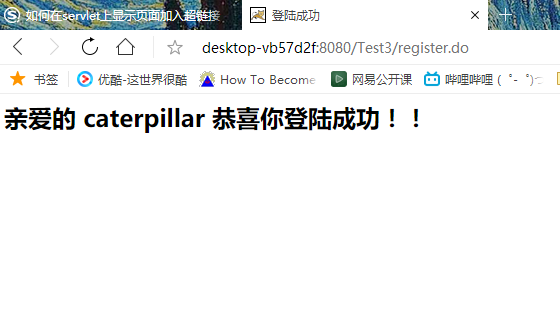 如何在servlet上显示页面加入超链接
登陆成功
desktop-vb57d2f:8080/Test3/register.do
书签 优酷-这世界很酷 How To Become 网易公开课 哔哩哔哩 ( ゜- ゜)つ
亲爱的 caterpillar 恭喜你登陆成功！！